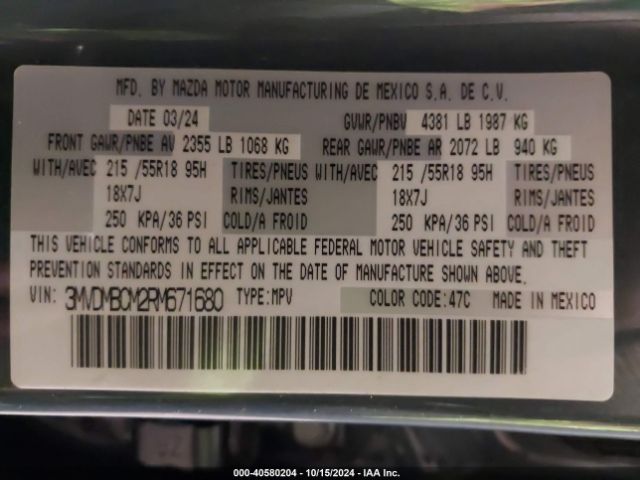 MFD. BY MAZDA MOTOR MANUFACTURING DE MEXICO S.A. DE C.V.
DATE 03/24 GVWR/PNBV 4381 LB 1987 KG
FRONT GAWR/PNBE AV 2355 LB 1068 KG REAR GAWR/PNBE AR 2072 LB 940 KG
WITH/AVEC 215 /55R18 95H TIRES/PNEUS WITH/AVEC 215 /55R18 95H TIRES/PNEUS
18X7J RIMS/JANTES 18X7J RIMS/JANTES
250 KPA/36 PSI COLD/A FROID 250 KPA/36 PSI COLD/A FROID
THIS VEHICLE CONFORMS TO ALL APPLICABLE FEDERAL MOTOR VEHICLE SAFETY AND THEFT
PREVENTION STANDARDS IN EFFECT ON THE DATE OF MANUFACTURE SHOWN ABOVE.
VIN: 3MVDMBCM2RM671680 TYPE:MPV COLOR CODE:47C MADE IN MEXICO
000-40580204 - 10/15/2024 - IAA Inc.